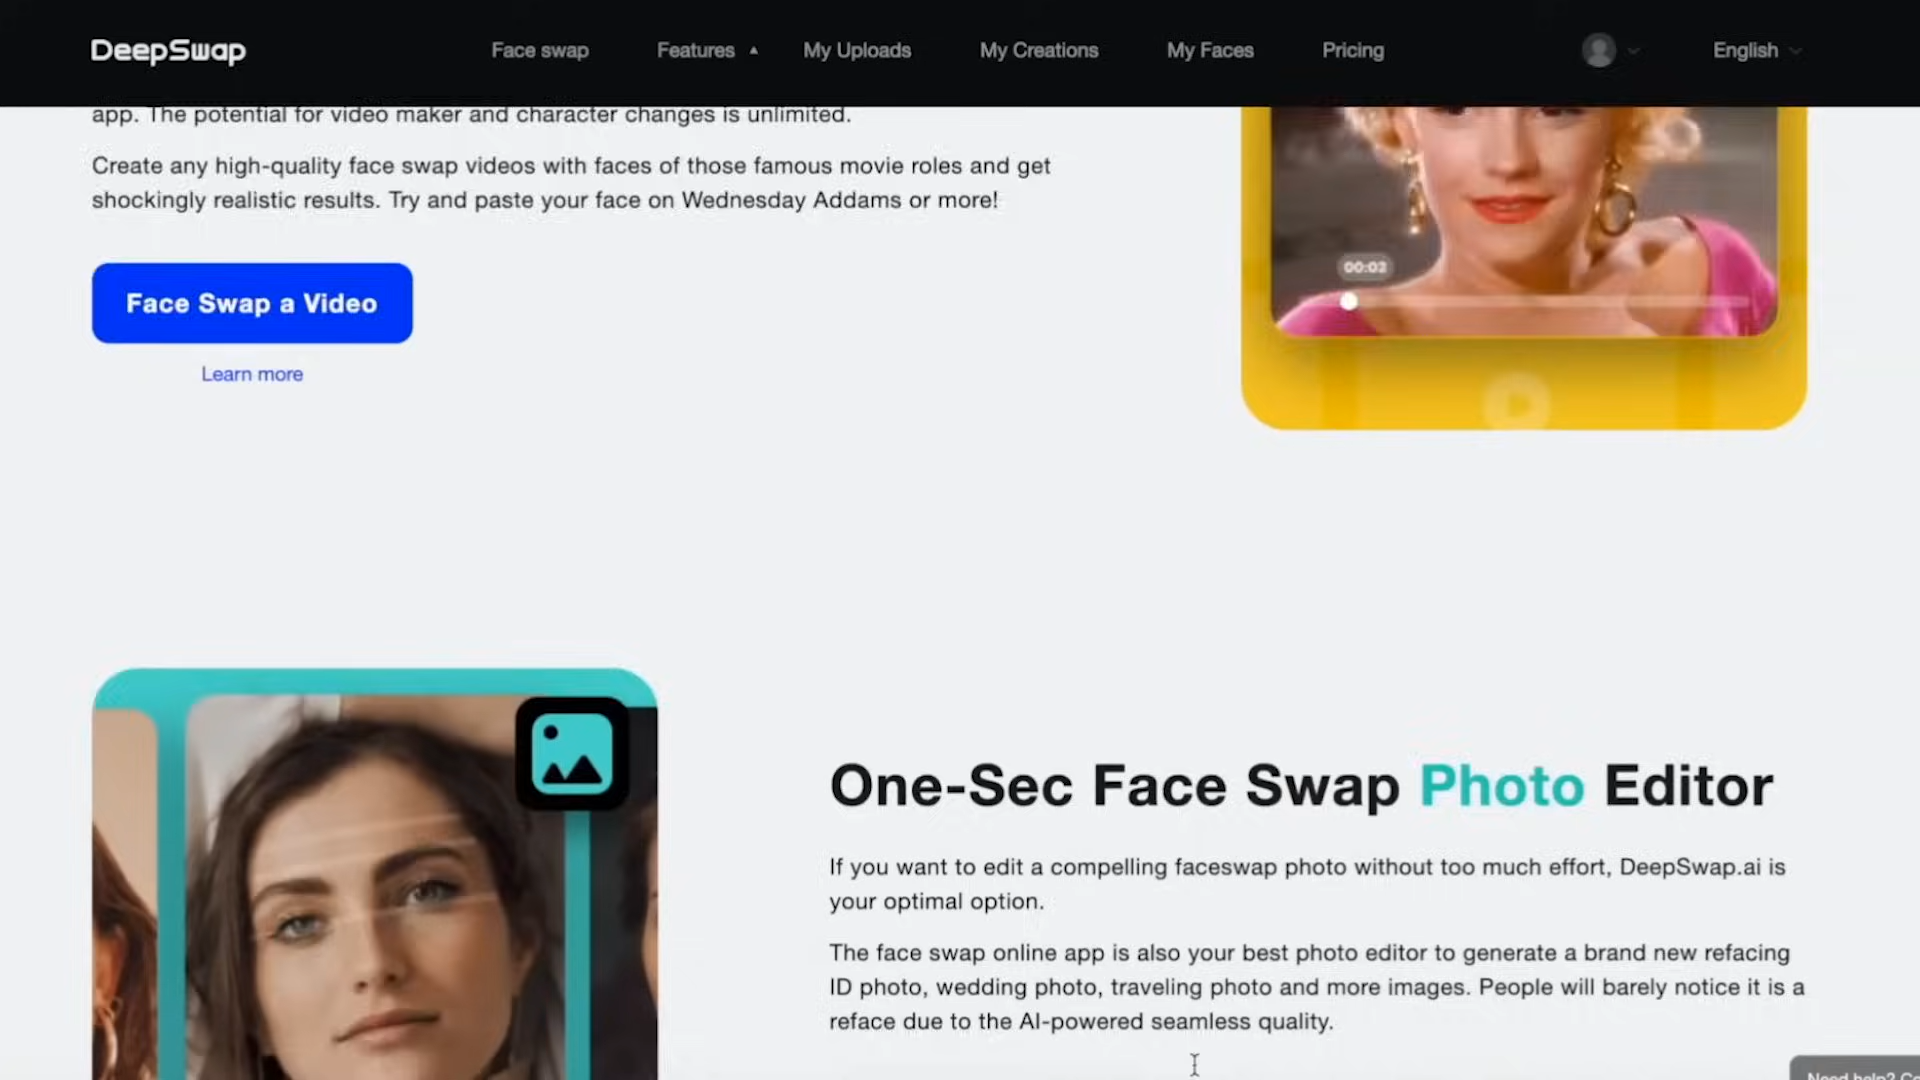 DeepSwap
Face swap
Features
My Uploads
My Creations
My Faces
Pricing
English
app. The potential for video maker and character changes is unlimited.
Create any high-quality face swap videos with faces of those famous movie roles and get
shockingly realistic results. Try and paste your face on Wednesday Addams or more!
Face Swap a Video
Learn more
00:02
One-Sec Face Swap Photo Editor
If you want to edit a compelling faceswap photo without too much effort, DeepSwap.ai is
your optimal option.
The face swap online app is also your best photo editor to generate a brand new refacing
ID photo, wedding photo, traveling photo and more images. People will barely notice it is a
reface due to the AI-powered seamless quality.
Need help?